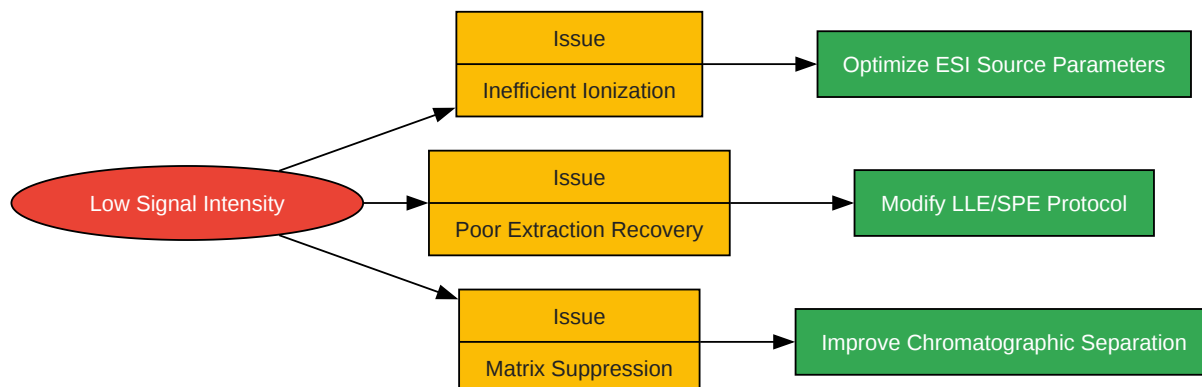 Low Signal Intensity
Issue
Inefficient Ionization
Optimize ESI Source Parameters
Issue
Poor Extraction Recovery
Modify LLE/SPE Protocol
Issue
Matrix Suppression
Improve Chromatographic Separation